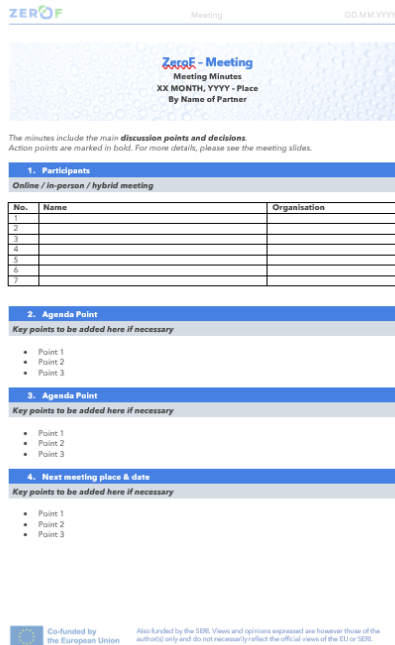 ZEROF
Meeting
DD.MM.YYYY
ZeroF – Meeting
Meeting Minutes
XX MONTH, YYYY - Place
By Name of Partner
The minutes include the main discussion points and decisions.
Action points are marked in bold. For more details, please see the meeting slides.
1. Participants
Online / in-person / hybrid meeting
No. Name Organisation
1
2
3
4
5
6
7
2. Agenda Point
Key points to be added here if necessary
• Point 1
• Point 2
• Point 3
3. Agenda Point
Key points to be added here if necessary
• Point 1
• Point 2
• Point 3
4. Next meeting place & date
Key points to be added here if necessary
• Point 1
• Point 2
• Point 3
Co-funded by
the European Union
Also funded by the SERI. Views and opinions expressed are however those of the
author(s) only and do not necessarily reflect the official views of the EU or SERI.